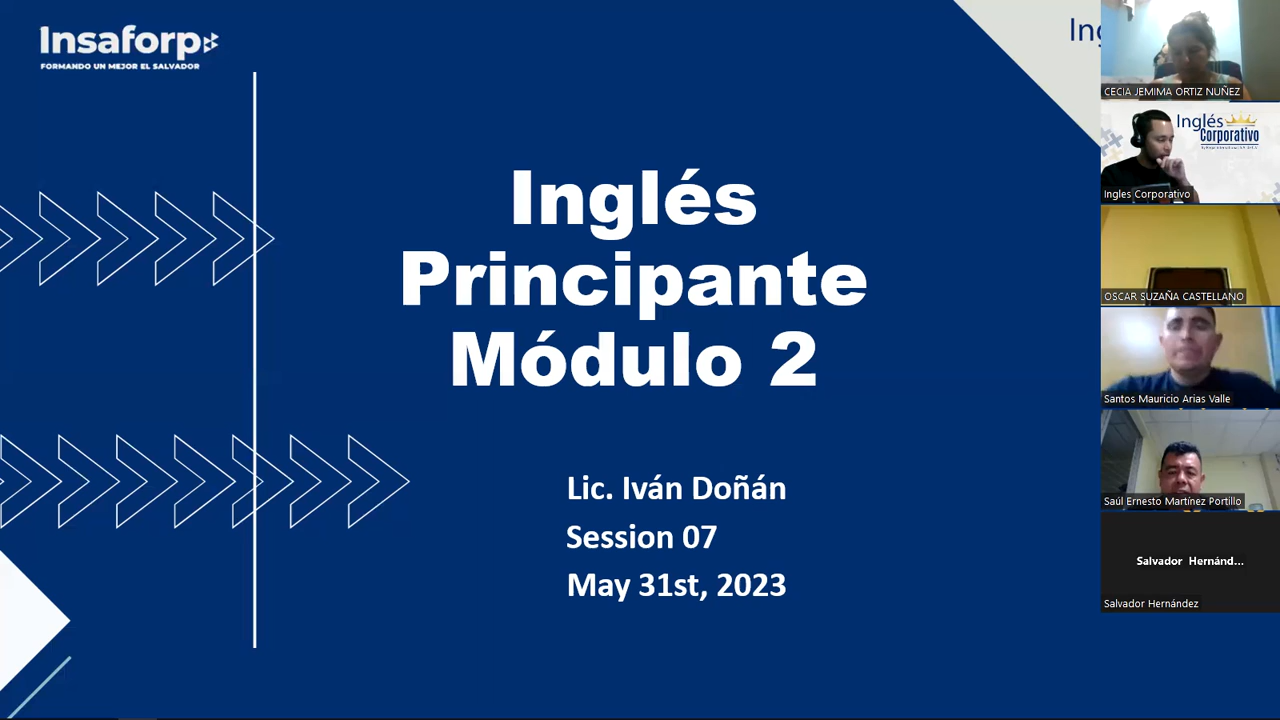 Insaforp
FORMANDO UN MEJOR EL SALVADOR
Inglés
Principante
Módulo 2
Lic. Iván Doñán
Session 07
May 31st, 2023
CECIA JEMIMA ORTIZ NUÑEZ
Inglés
Corporativo
Ingles Corporativo
OSCAR SUZAÑA CASTELLANO
Santos Mauricio Arias Valle
Saúl Ernesto Martínez Portillo
Salvador Hernánd...
Salvador Hernández